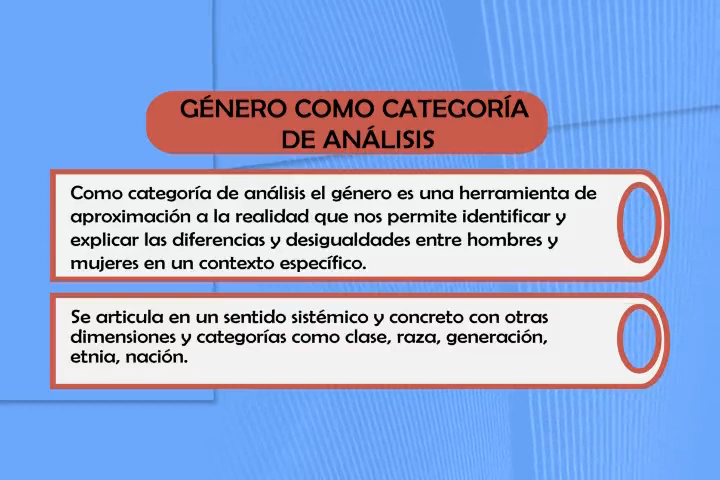 GÉNERO COMO CATEGORÍA
DE ANÁLISIS
Como categoría de análisis el género es una herramienta de
aproximación a la realidad que nos permite identificar y
explicar las diferencias y desigualdades entre hombres y
mujeres en un contexto específico.
Se articula en un sentido sistémico y concreto con otras
dimensiones y categorías como clase, raza, generación,
etnia, nación.